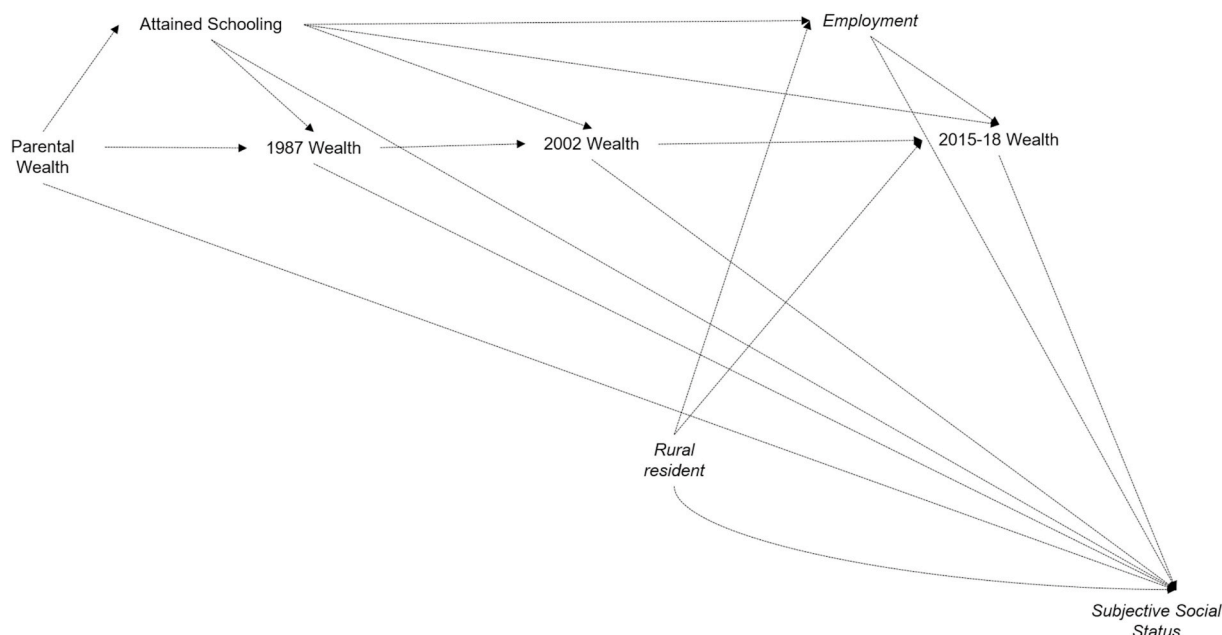 Attained Schooling
Employment
Parental
Wealth
1987 Wealth
2002 Wealth
2015-18 Wealth
Rural
resident
Subjective Social
Status